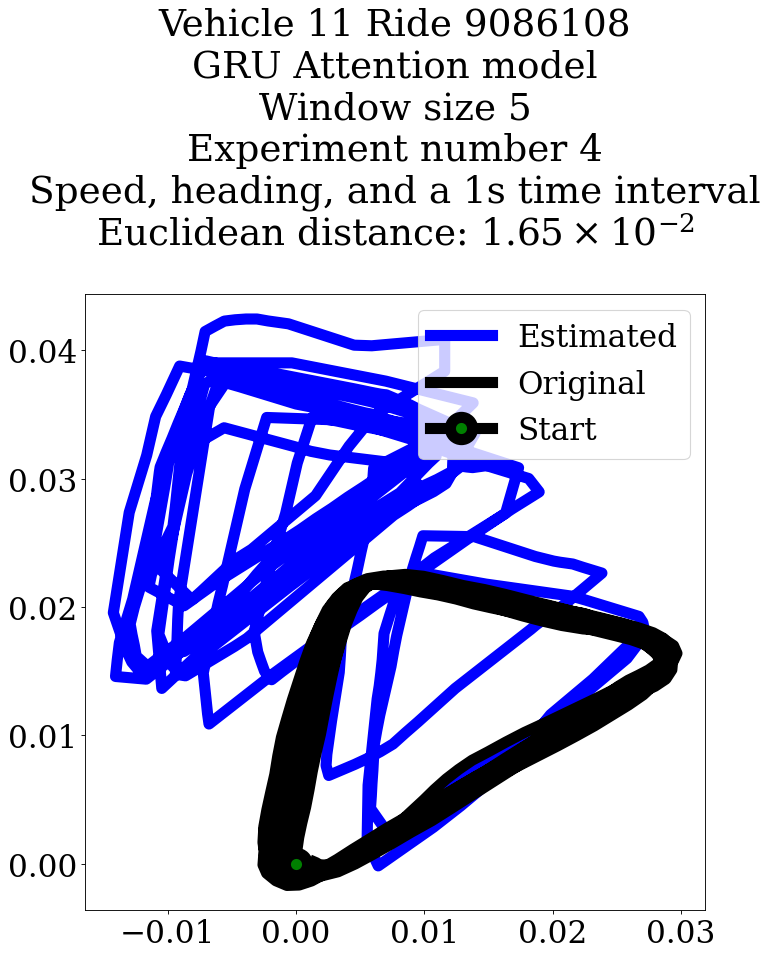 Vehicle 11 Ride 9086108
GRU Attention model
Window size 5
Experiment number 4
Speed, heading, and a 1s time interval
Euclidean distance: 1.65 × 10⁻²
Estimated
Original
Start
0.04
0.03
0.02
0.01
0.00
−0.01 0.00 0.01 0.02 0.03